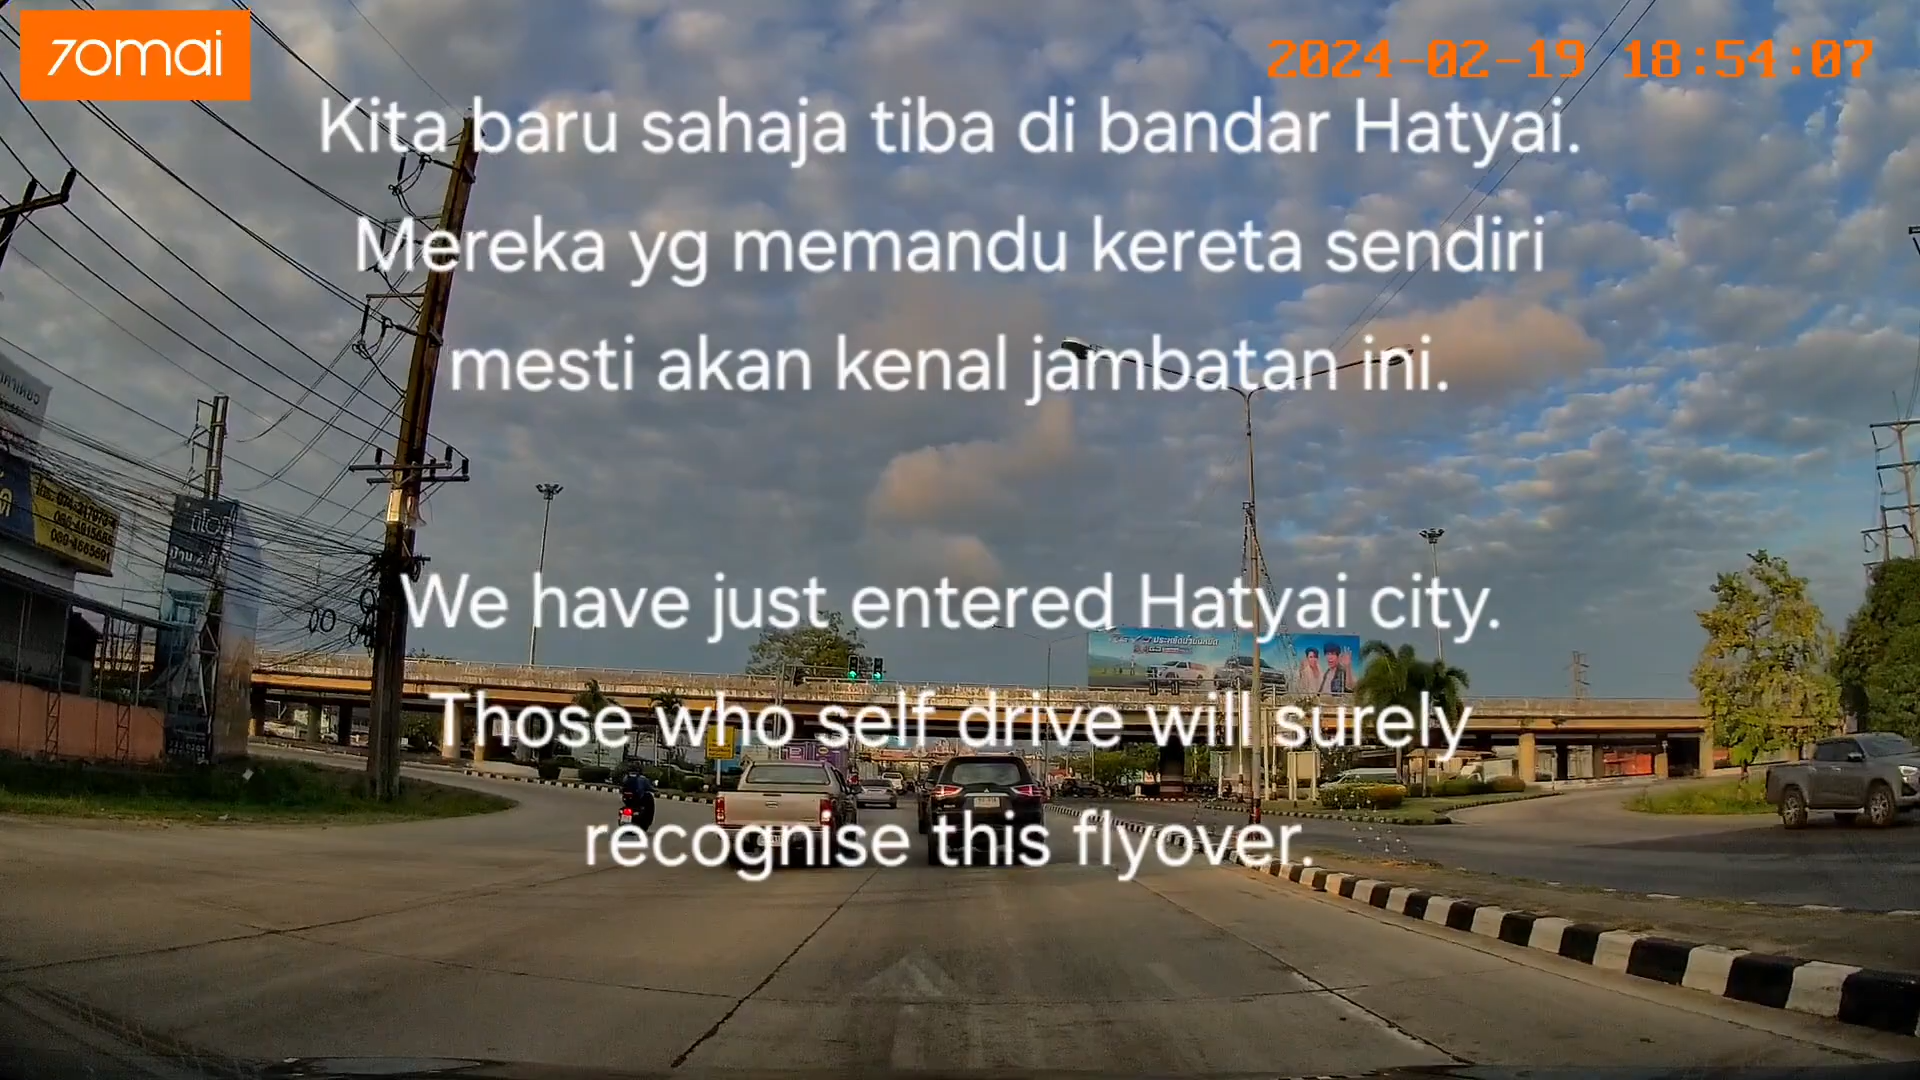 70mai
2024-02-19 18:54:07
Kita baru sahaja tiba di bandar Hatyai.
Mereka yg memandu kereta sendiri
mesti akan kenal jambatan ini.
We have just entered Hatyai city.
Those who self drive will surely
recognise this flyover.